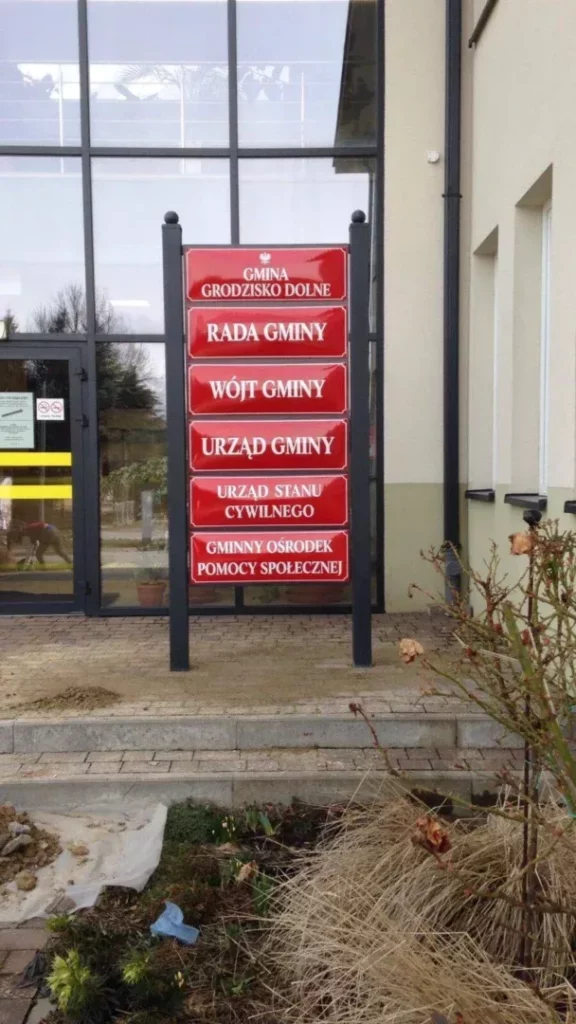 GMINA
GRODZISKO DOLNE
RADA GMINY
WÓJT GMINY
URZĄD GMINY
URZĄD STANU
CYWILNEGO
GMINNY OŚRODEK
POMOCY SPOŁECZNEJ